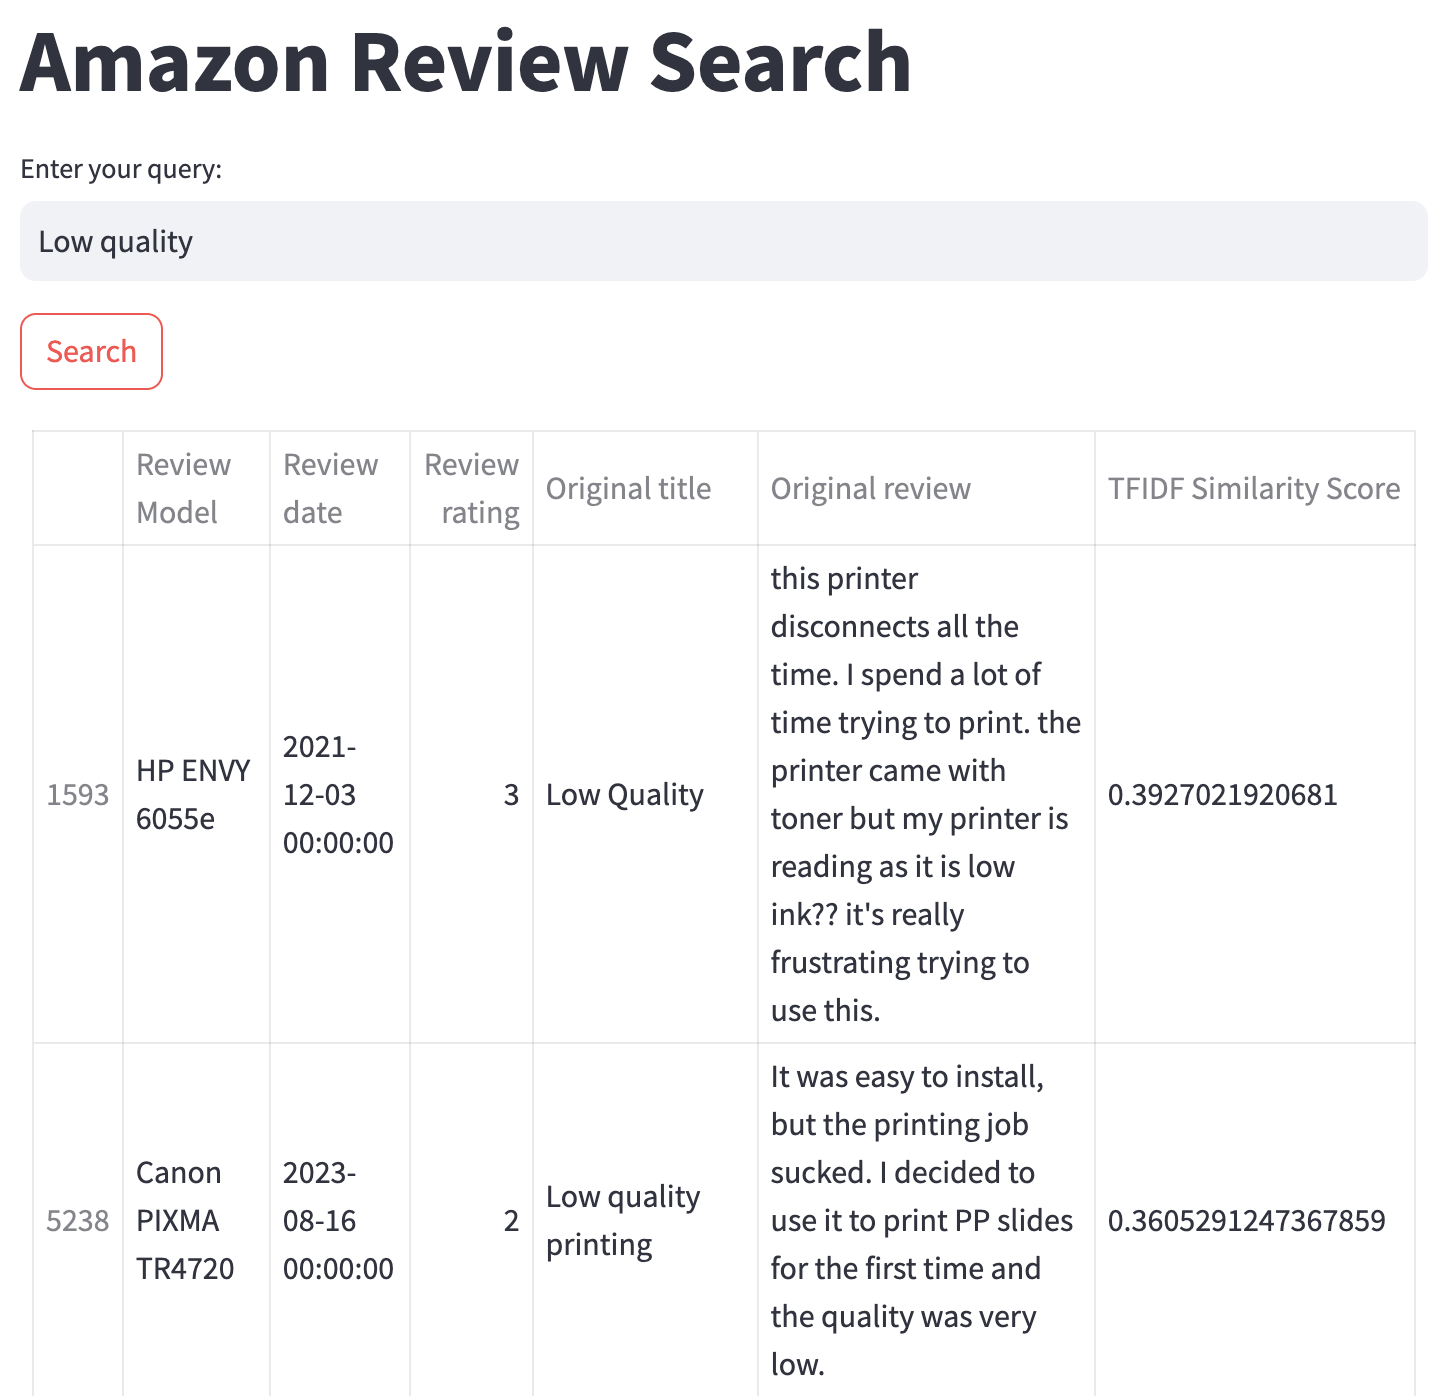 Amazon Review Search
Enter your query:
Low quality
Search
Review
Model
Review
date
Review
rating
Original title
Original review
TFIDF Similarity Score
1593
HP ENVY
6055e
2021-
12-03
00:00:00
3
Low Quality
this printer
disconnects all the
time. I spend a lot of
time trying to print. the
printer came with
toner but my printer is
reading as it is low
ink?? it's really
frustrating trying to
use this.
0.3927021920681
5238
Canon
PIXMA
TR4720
2023-
08-16
00:00:00
2
Low quality
printing
It was easy to install,
but the printing job
sucked. I decided to
use it to print PP slides
for the first time and
the quality was very
low.
0.3605291247367859